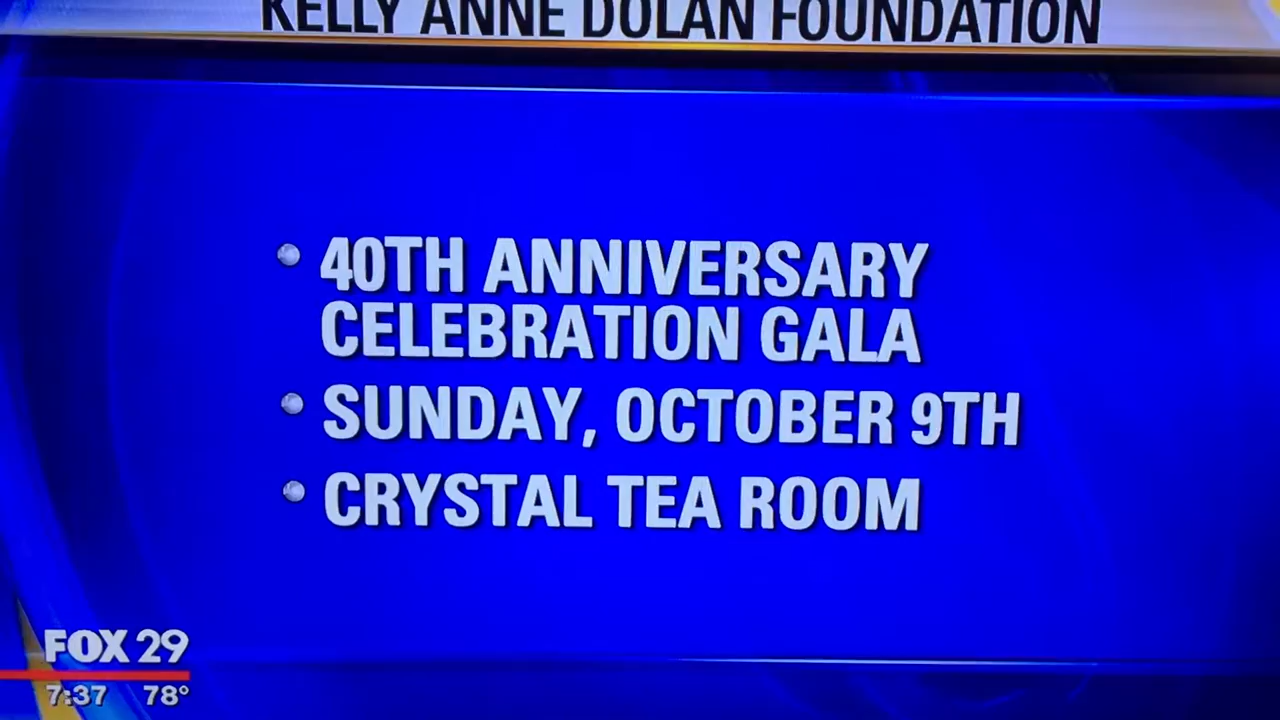 KELLY ANNE DOLAN FOUNDATION
• 40TH ANNIVERSARY
CELEBRATION GALA
• SUNDAY, OCTOBER 9TH
• CRYSTAL TEA ROOM
FOX 29
7:37 78°